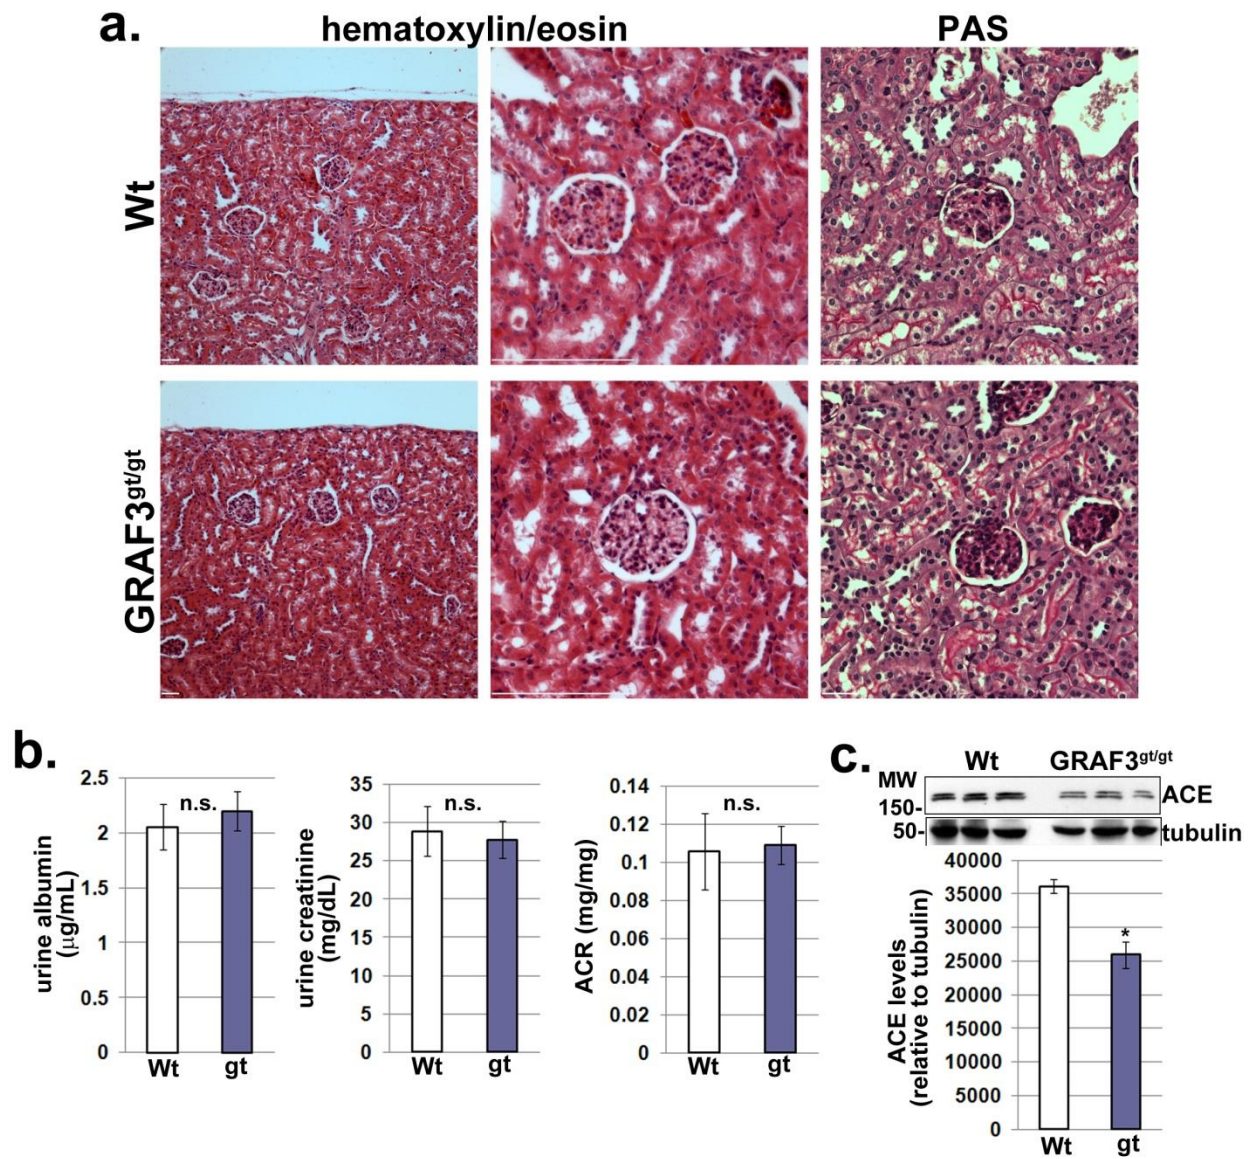 a.
hematoxylin/eosin
PAS
Wt
GRAF3gt/gt
b.
2.5
2
1.5
1
0.5
0
urine albumin
(μg/mL)
n.s.
Wt
gt
35
30
25
20
15
10
5
0
urine creatinine
(mg/dL)
n.s.
Wt
gt
0.14
0.12
0.1
0.08
0.06
0.04
0.02
0
ACR (mg/mg)
n.s.
Wt
gt
c.
Wt
GRAF3gt/gt
MW
150-
ACE
50-
tubulin
40000
35000
30000
25000
20000
15000
10000
5000
0
ACE levels
(relative to tubulin)
*
Wt
gt